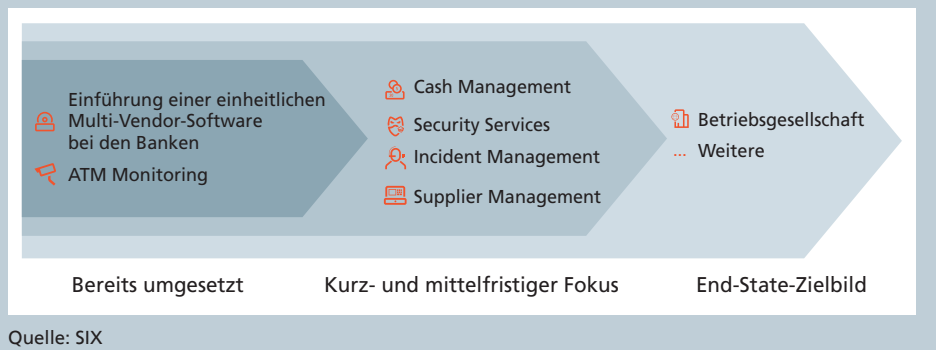 Einführung einer einheitlichen
Multi-Vendor-Software
bei den Banken
ATM Monitoring
Cash Management
Security Services
Incident Management
Supplier Management
Betriebsgesellschaft
... Weitere
Bereits umgesetzt
Kurz- und mittelfristiger Fokus
End-State-Zielbild
Quelle: SIX